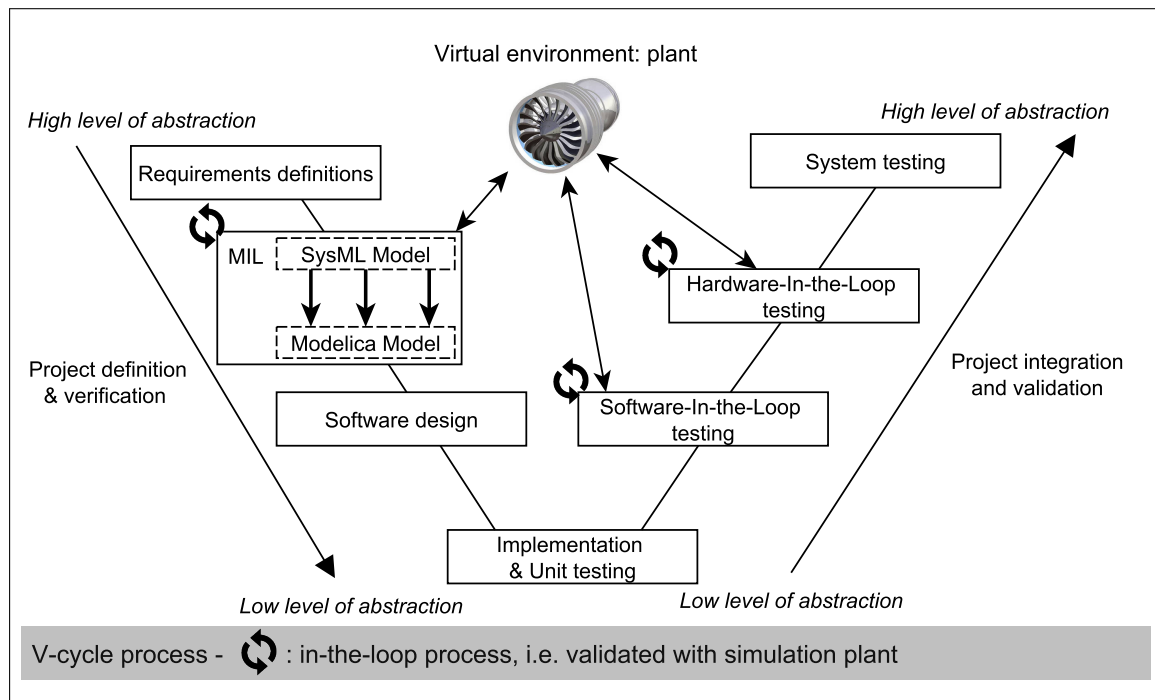 Virtual environment: plant
High level of abstraction
High level of abstraction
Requirements definitions
System testing
MIL
SysML Model
Modelica Model
Hardware-In-the-Loop
testing
Project definition
& verification
Project integration
and validation
Software design
Software-In-the-Loop
testing
Implementation
& Unit testing
Low level of abstraction
Low level of abstraction
V-cycle process - : in-the-loop process, i.e. validated with simulation plant